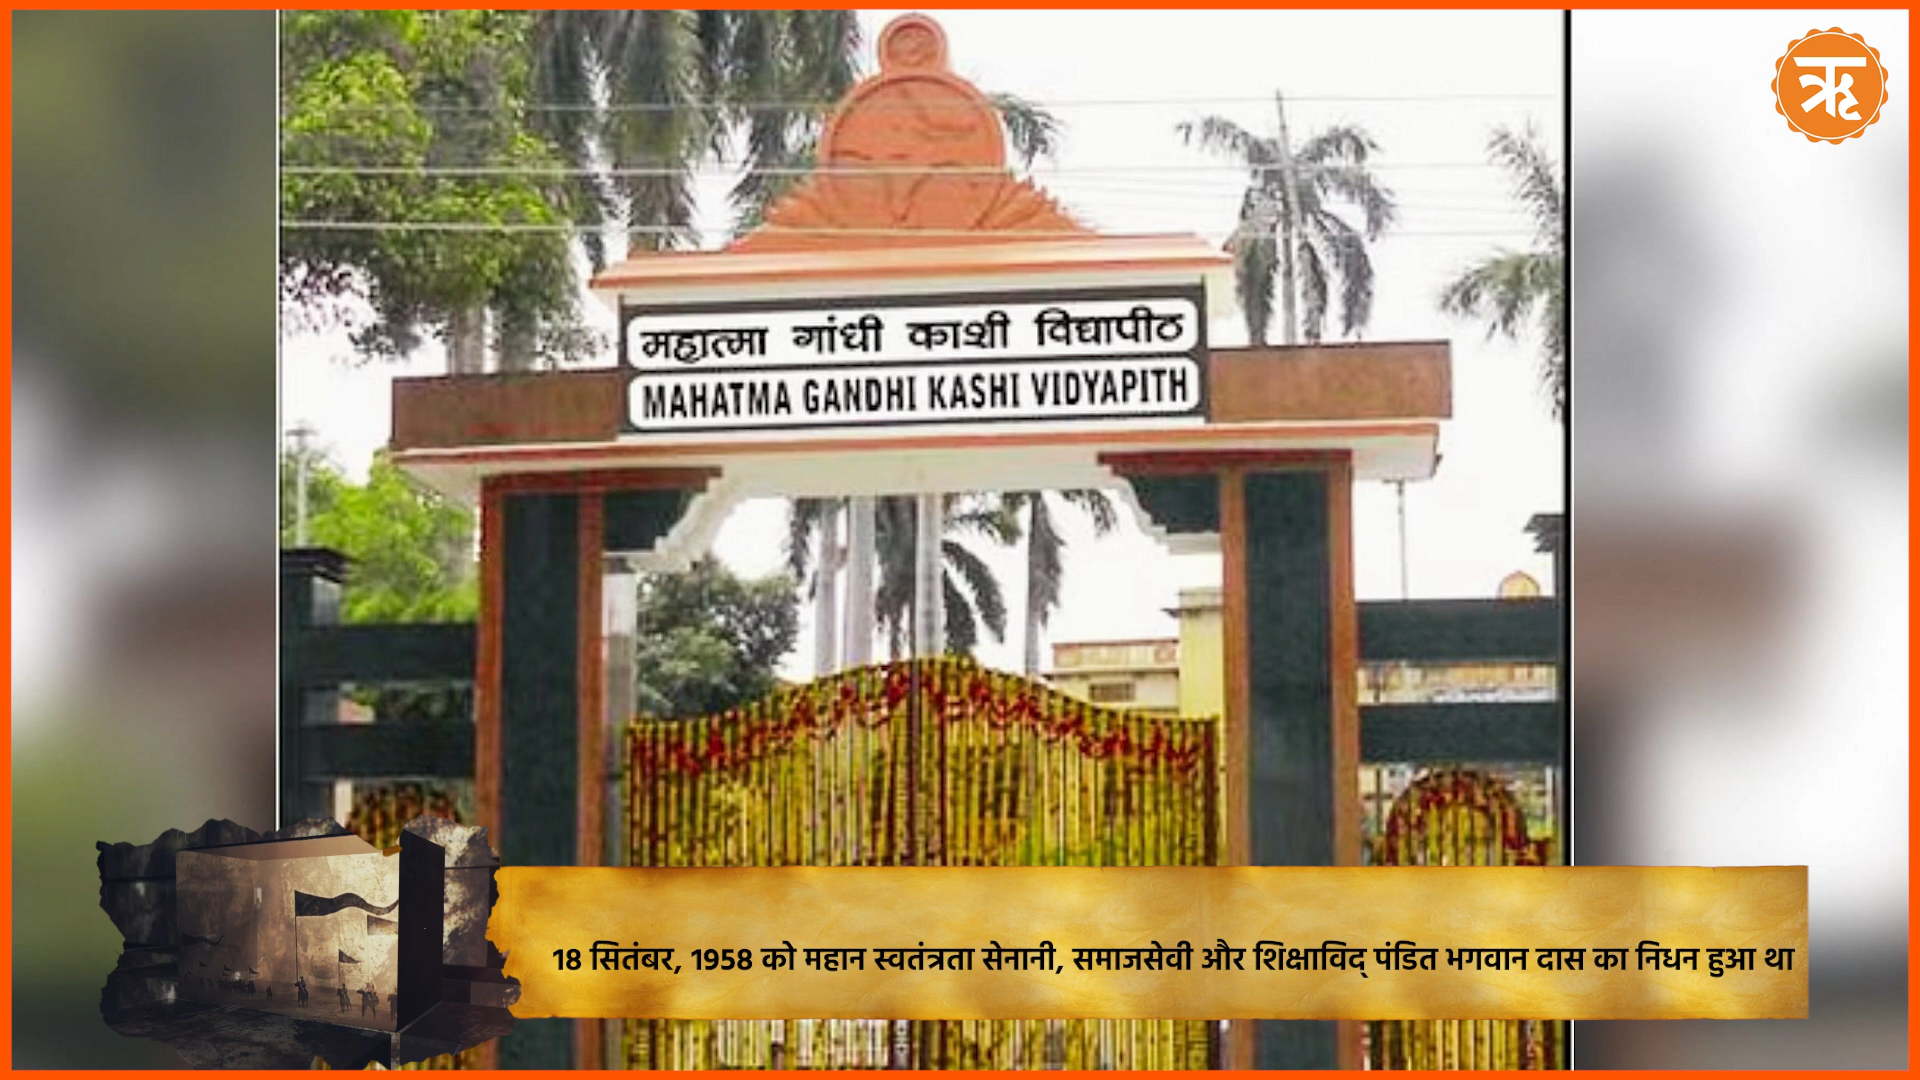 ऋ
महात्मा गांधी काशी विद्यापीठ
MAHATMA GANDHI KASHI VIDYAPITH
18 सितंबर, 1958 को महान स्वतंत्रता सेनानी, समाजसेवी और शिक्षाविद् पंडित भगवान दास का निधन हुआ था